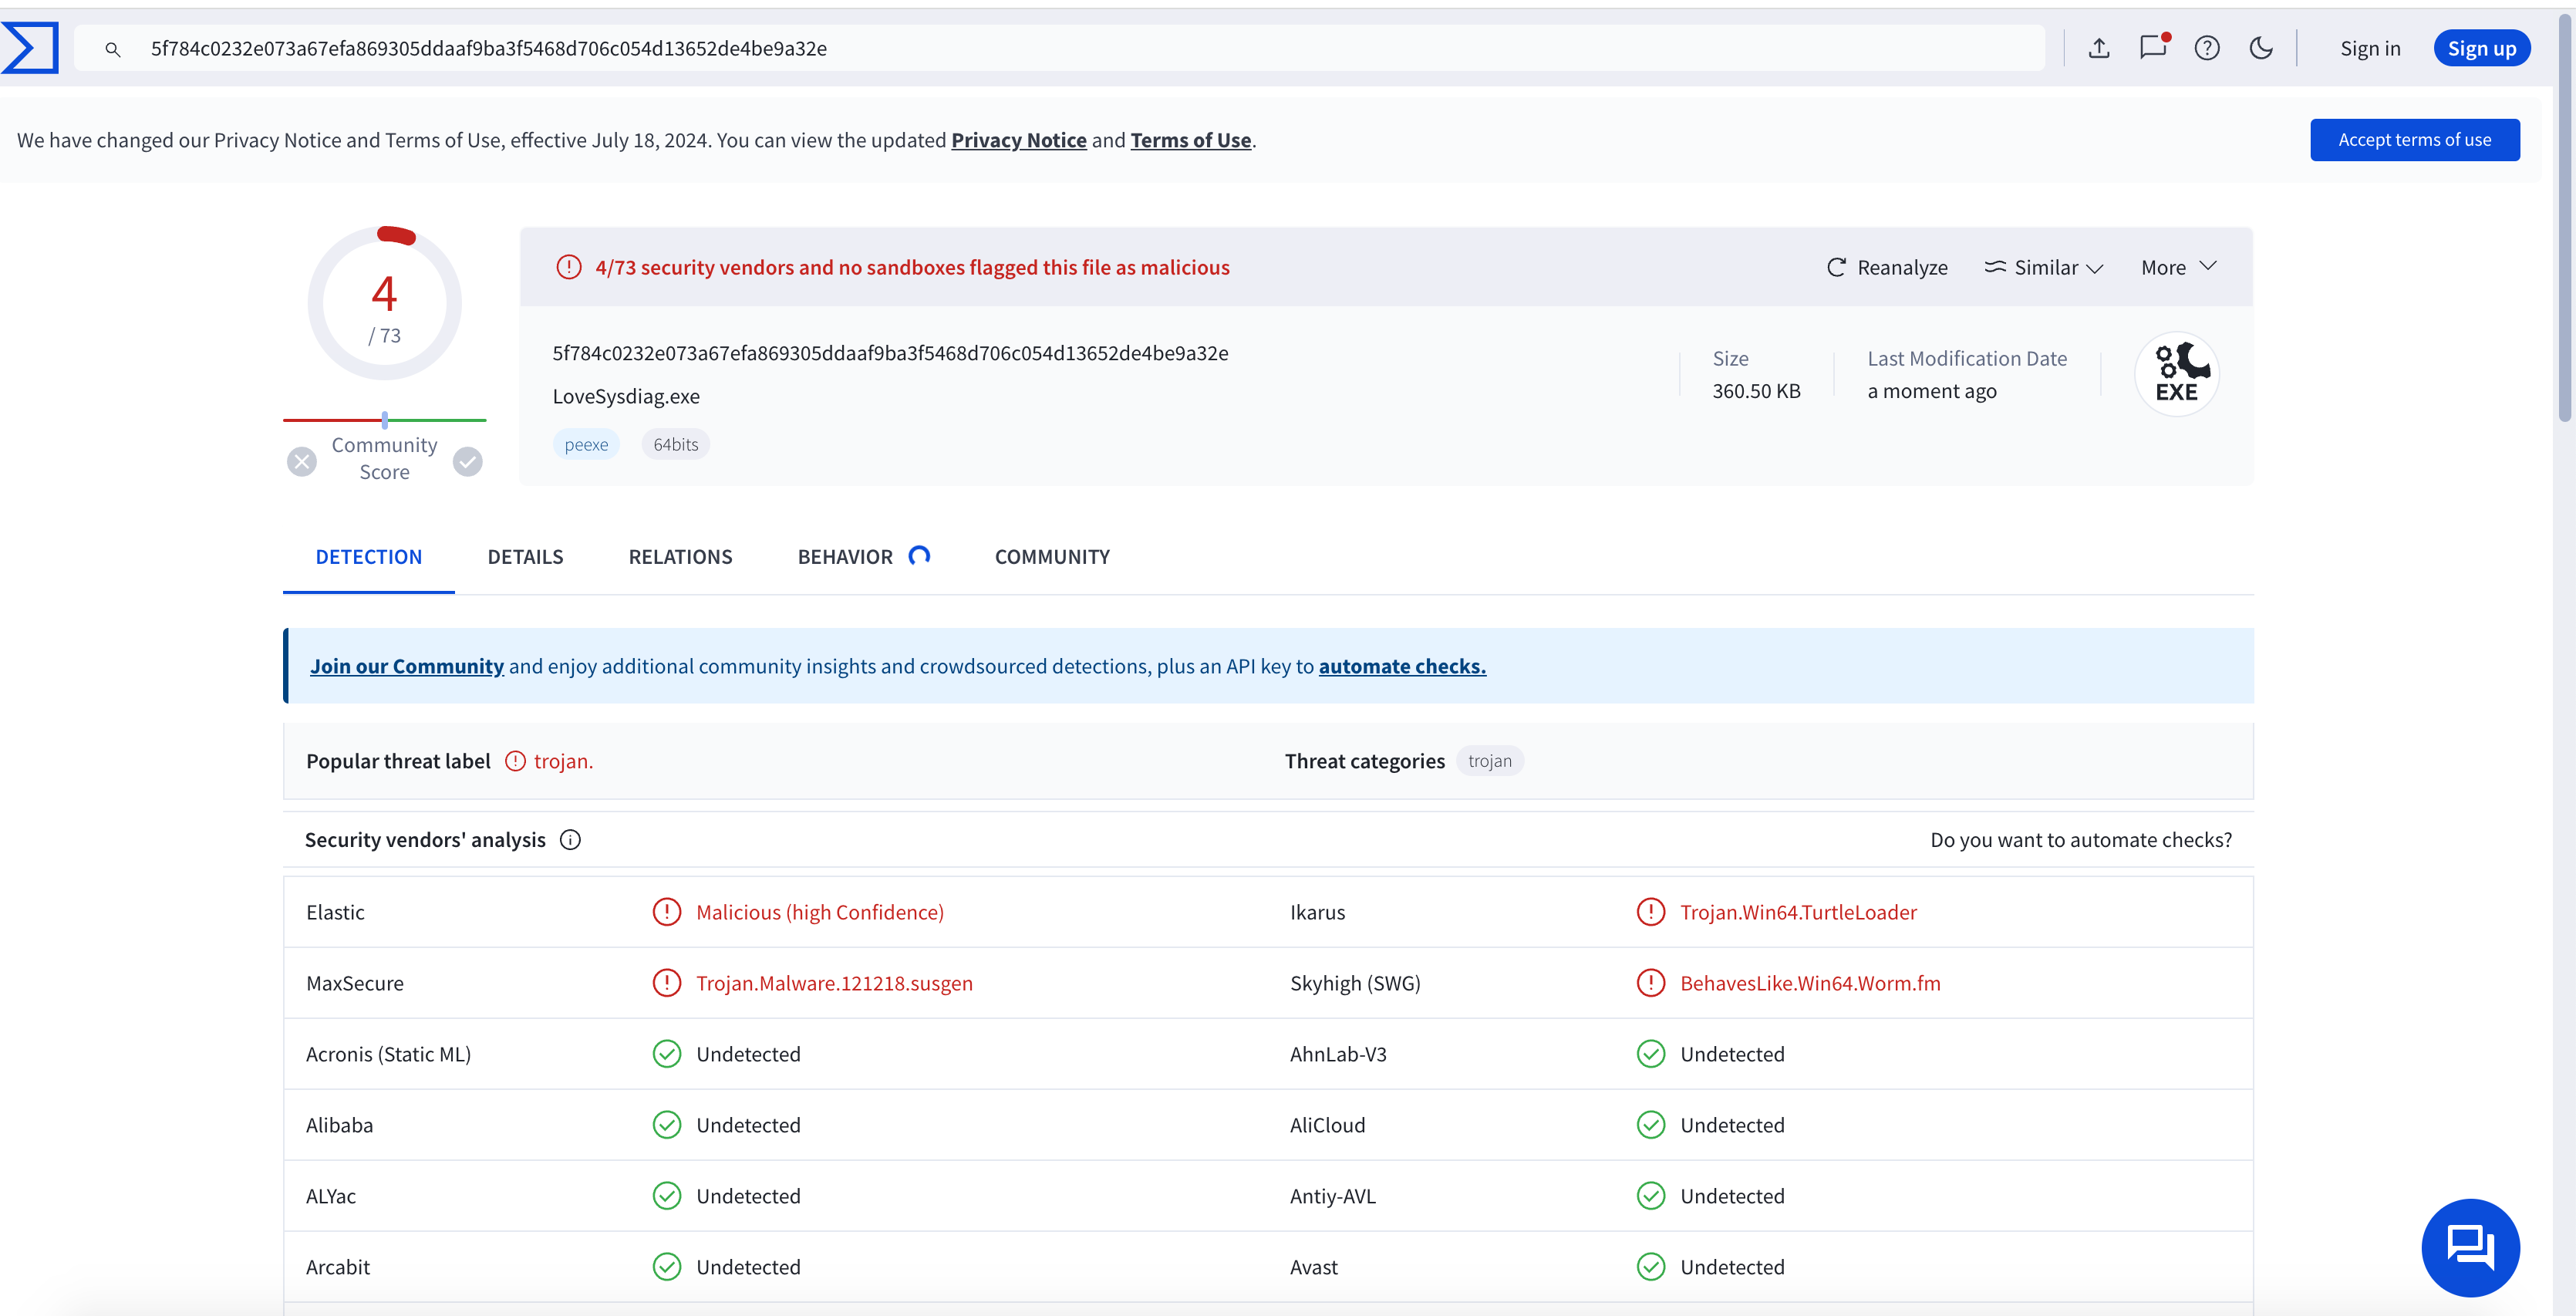 5f784c0232e073a67efa869305ddaaf9ba3f5468d706c054d13652de4be9a32e
Sign in
Sign up
We have changed our Privacy Notice and Terms of Use, effective July 18, 2024. You can view the updated Privacy Notice and Terms of Use.
Accept terms of use
4
/ 73
Community
Score
4/73 security vendors and no sandboxes flagged this file as malicious
Reanalyze
Similar
More
5f784c0232e073a67efa869305ddaaf9ba3f5468d706c054d13652de4be9a32e
LoveSysdiag.exe
peexe
64bits
Size
360.50 KB
Last Modification Date
a moment ago
EXE
DETECTION
DETAILS
RELATIONS
BEHAVIOR
COMMUNITY
Join our Community and enjoy additional community insights and crowdsourced detections, plus an API key to automate checks.
Popular threat label
trojan.
Threat categories
trojan
Security vendors' analysis
Do you want to automate checks?
Elastic
Malicious (high Confidence)
Ikarus
Trojan.Win64.TurtleLoader
MaxSecure
Trojan.Malware.121218.susgen
Skyhigh (SWG)
BehavesLike.Win64.Worm.fm
Acronis (Static ML)
Undetected
AhnLab-V3
Undetected
Alibaba
Undetected
AliCloud
Undetected
ALYac
Undetected
Antiy-AVL
Undetected
Arcabit
Undetected
Avast
Undetected